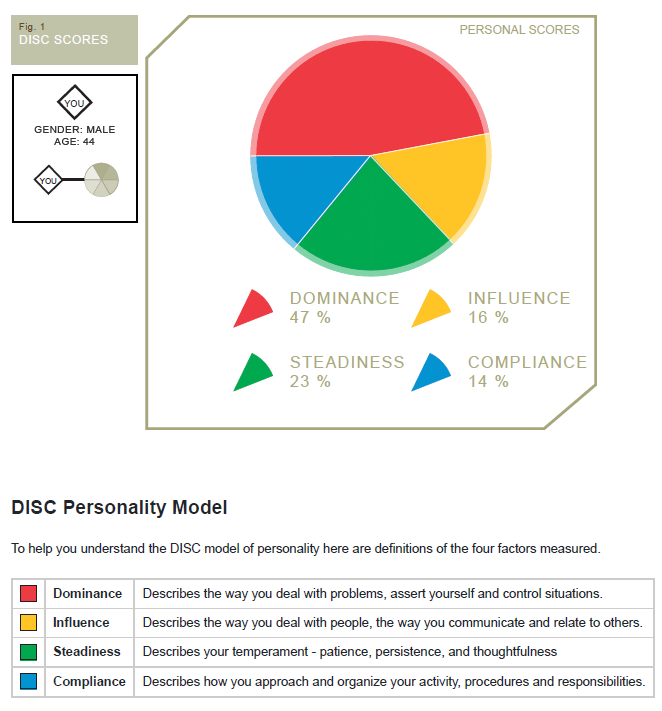 Fig. 1
DISC SCORES
YOU
GENDER: MALE
AGE: 44
YOU
PERSONAL SCORES
DOMINANCE
47 %
INFLUENCE
16 %
STEADINESS
23 %
COMPLIANCE
14 %
DISC Personality Model
To help you understand the DISC model of personality here are definitions of the four factors measured.
Dominance Describes the way you deal with problems, assert yourself and control situations.
Influence Describes the way you deal with people, the way you communicate and relate to others.
Steadiness Describes your temperament - patience, persistence, and thoughtfulness
Compliance Describes how you approach and organize your activity, procedures and responsibilities.